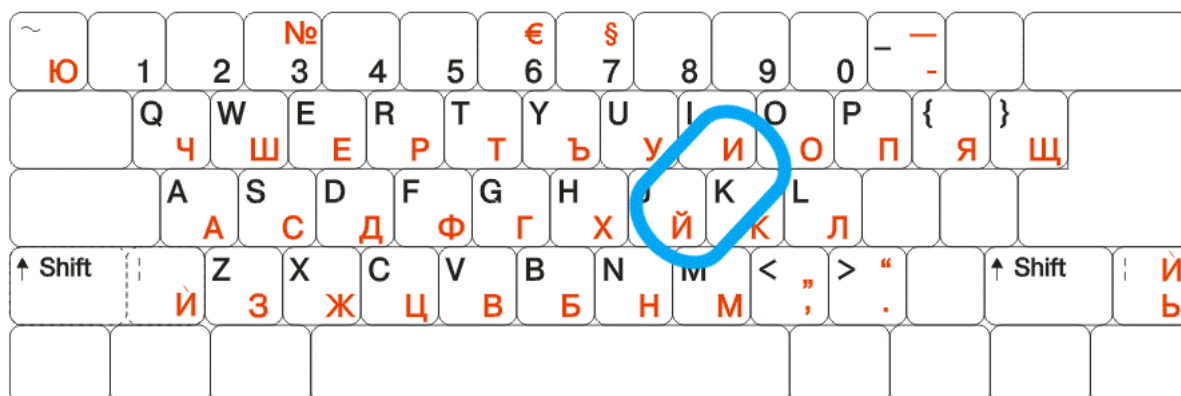 ~ Ю 1 2 № 3 4 5 € 6 § 7 8 9 0 _ — -
Q Ч W Ш E Е R Р T Т Y Ъ U У I И O О P П { Я } Щ
A А S С D Д F Ф G Г H Х J Й K К L Л
↑ Shift | Ѝ Z З X Ж C Ц V В B Б N Н M М < „ , > “ . ↑ Shift ¦ Ѝ Ь